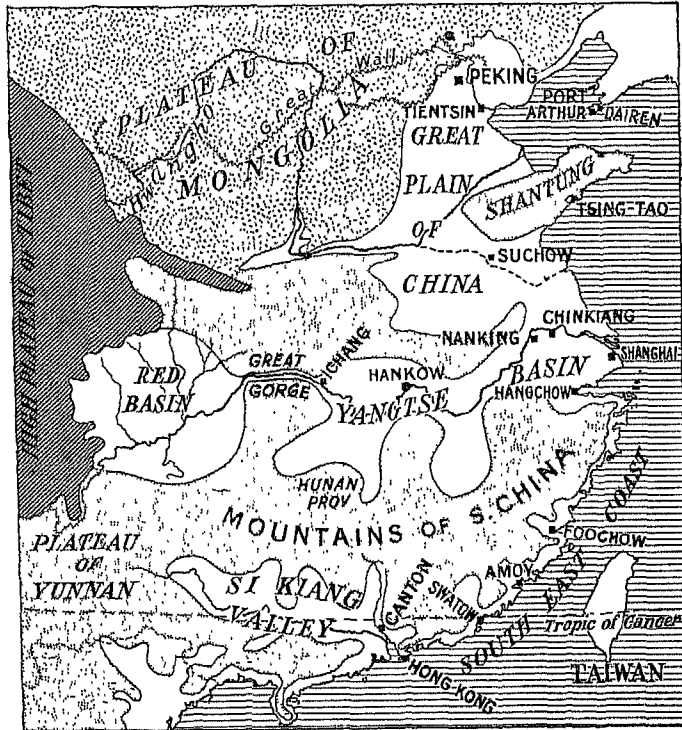 PLATEAU OF
MONGOLIA
Great Wall
Hwangho
PEKING
TIENTSIN
PORT
ARTHUR
DAIREN
GREAT
PLAIN
OF
CHINA
SHANTUNG
TSING-TAO
SUCHOW
HIGH PLATEAU OF TIBET
CHINKIANG
NANKING
SHANGHAI
HANGCHOW
RED
BASIN
GREAT
GORGE
ICHANG
HANKOW
YANGTSE
BASIN
HUNAN
PROV
MOUNTAINS OF S. CHINA
PLATEAU
OF
YUNNAN
SI KIANG
VALLEY
CANTON
HONG-KONG
SWATOW
AMOY
FOOCHOW
SOUTH EAST COAST
Tropic of Cancer
TAIWAN